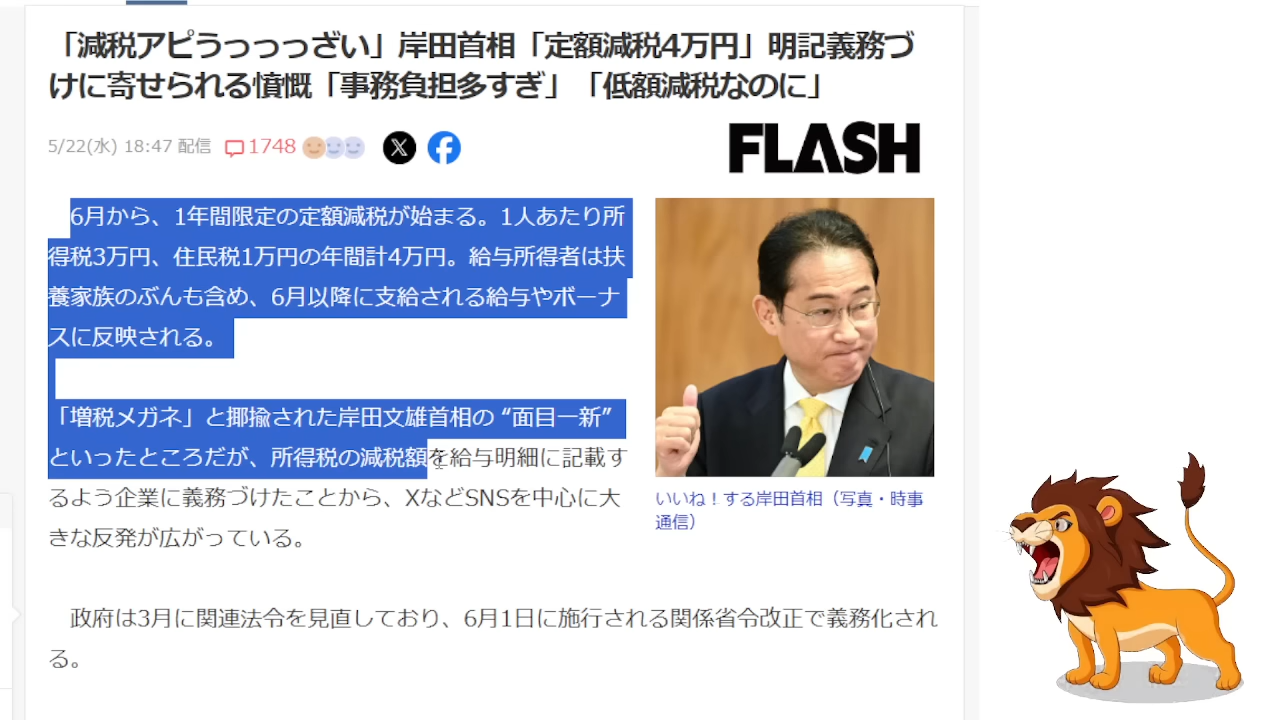 「減税アピうっっっざい」岸田首相「定額減税4万円」明記義務づ
けに寄せられる憤慨「事務負担多すぎ」「低額減税なのに」
5/22(水) 18:47 配信 1748
FLASH
6月から、1年間限定の定額減税が始まる。1人あたり所
得税3万円、住民税1万円の年間計4万円。給与所得者は扶
養家族のぶんも含め、6月以降に支給される給与やボーナ
スに反映される。
「増税メガネ」と揶揄された岸田文雄首相の “面目一新”
といったところだが、所得税の減税額を給与明細に記載す
るよう企業に義務づけたことから、XなどSNSを中心に大
きな反発が広がっている。
いいね！する岸田首相（写真・時事
通信）
政府は3月に関連法令を見直しており、6月1日に施行される関係省令改正で義務化され
る。